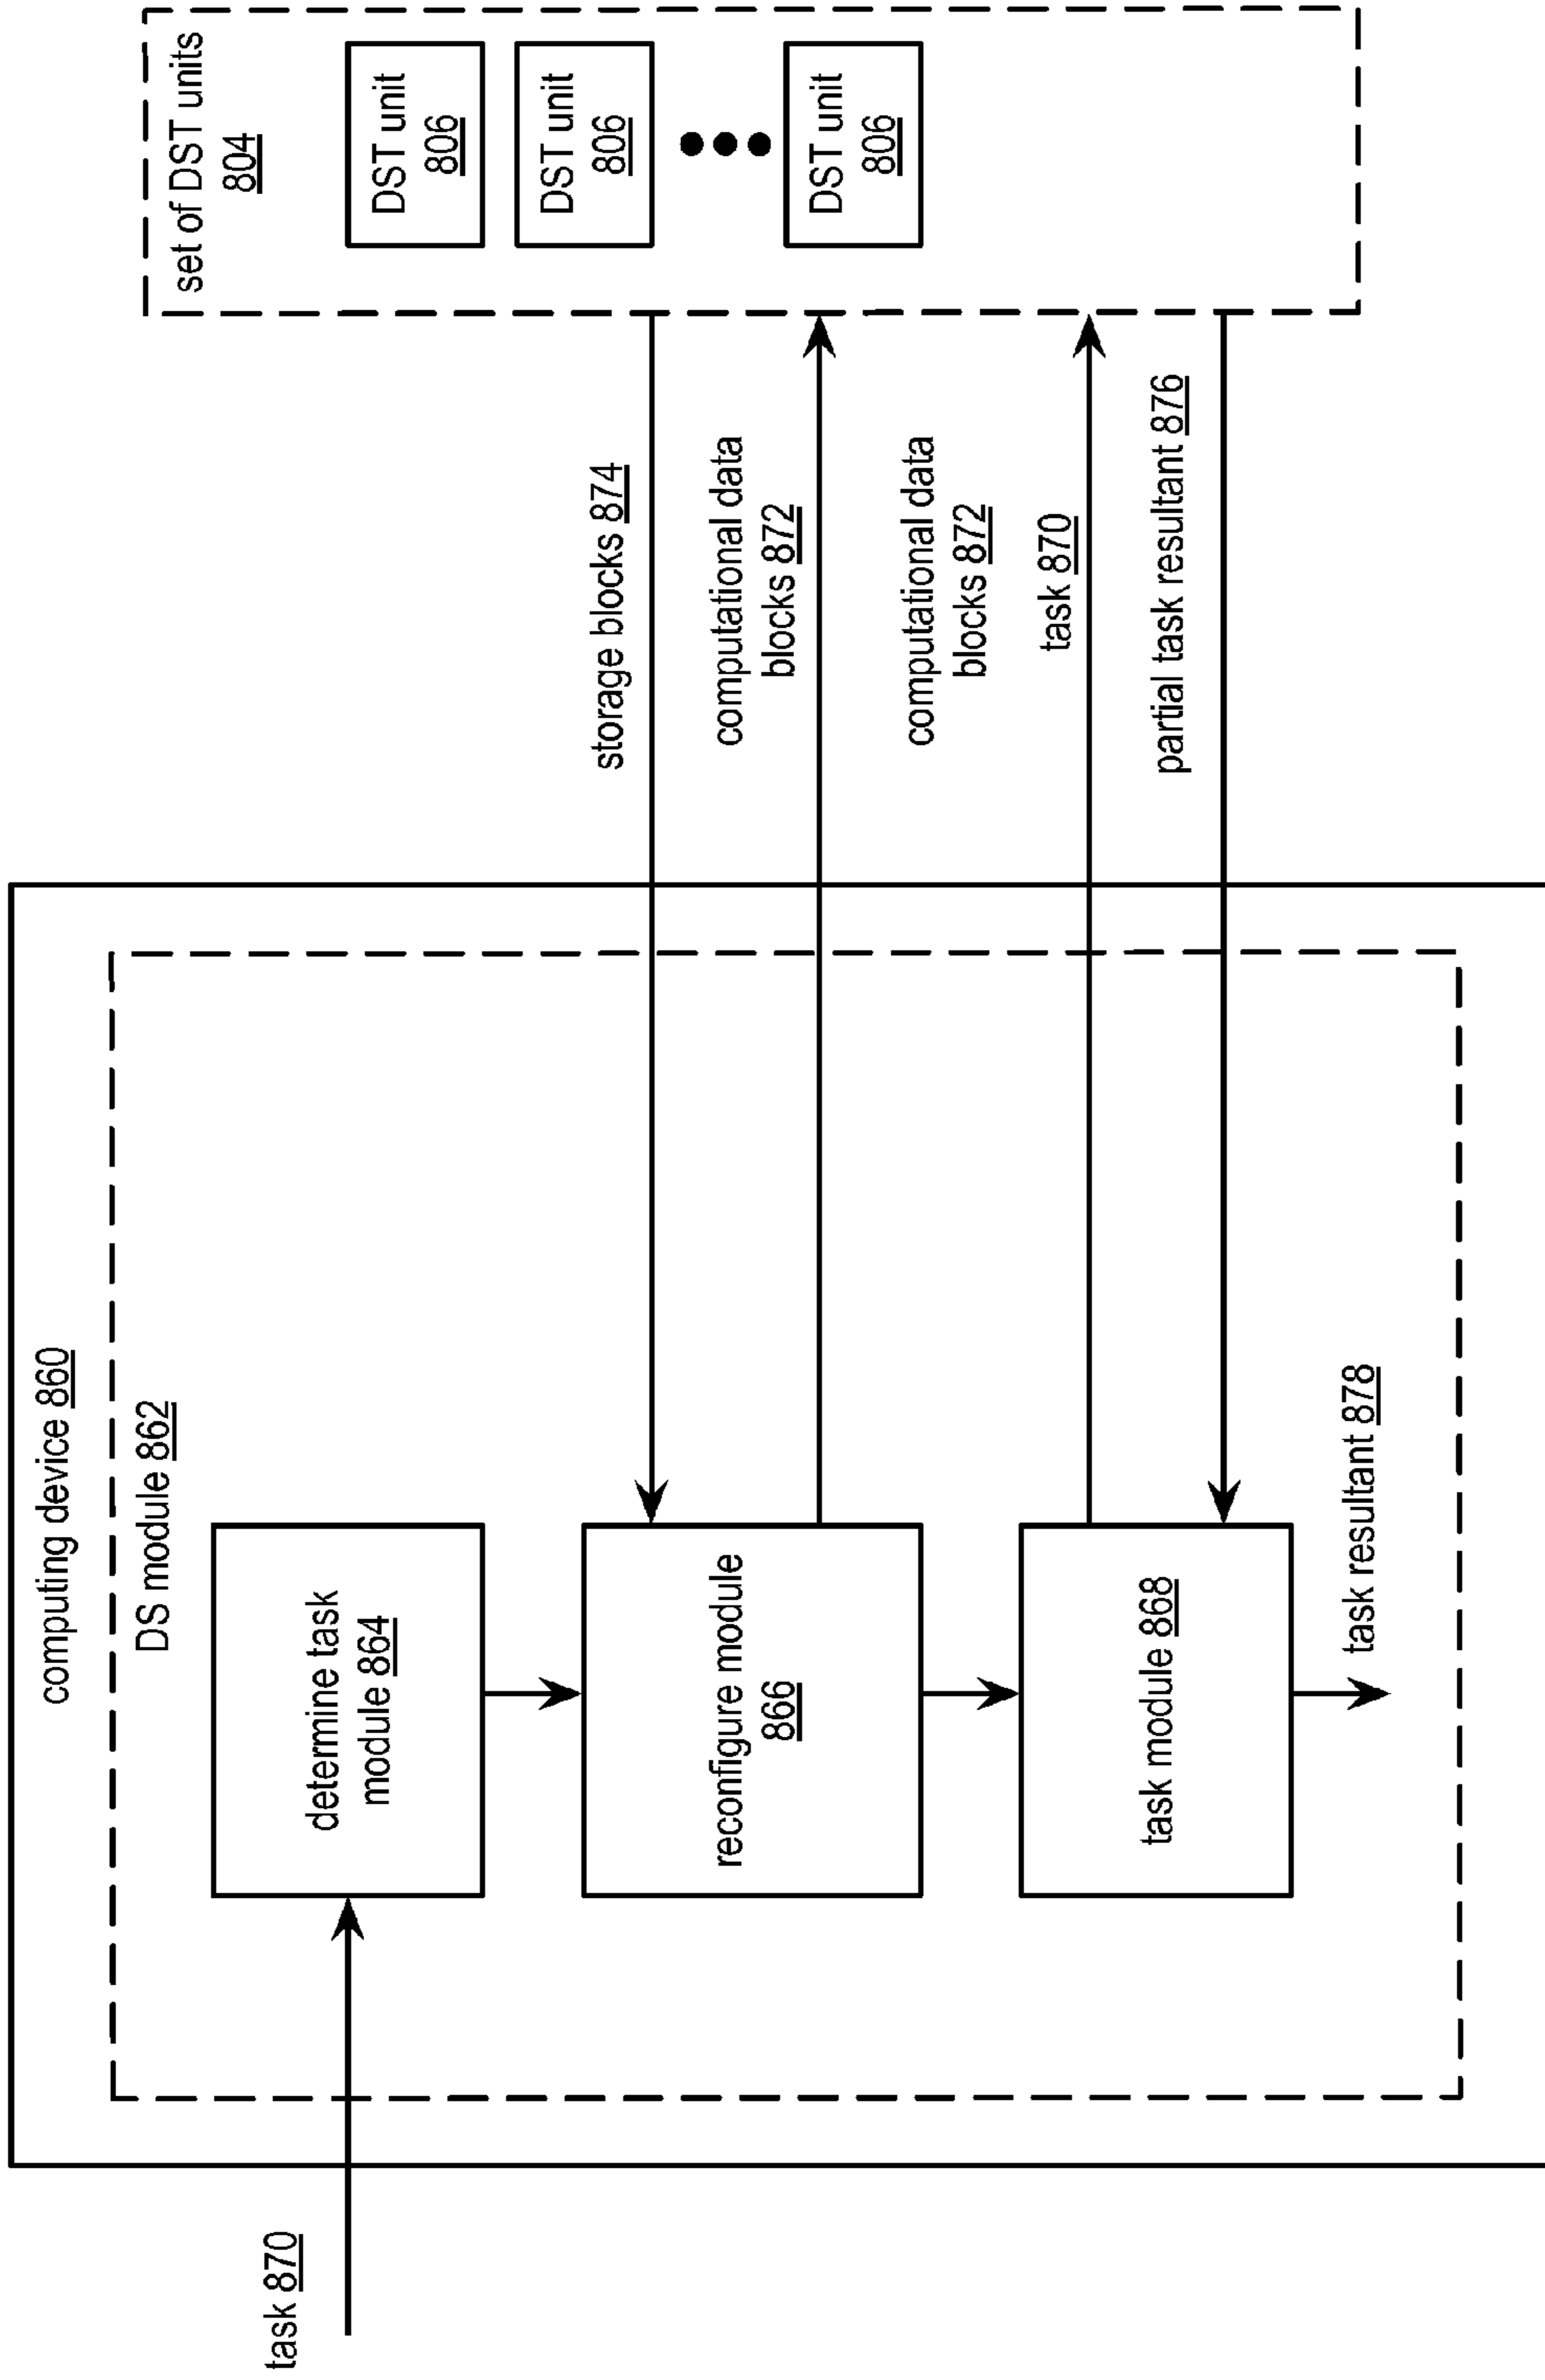 computing device 860
DS module 862
task 870
determine task
module 864
reconfigure module
866
task module 868
task resultant 878
storage blocks 874
computational data
blocks 872
computational data
blocks 872
task 870
partial task resultant 876
set of DST units
804
DST unit
806
DST unit
806
DST unit
806